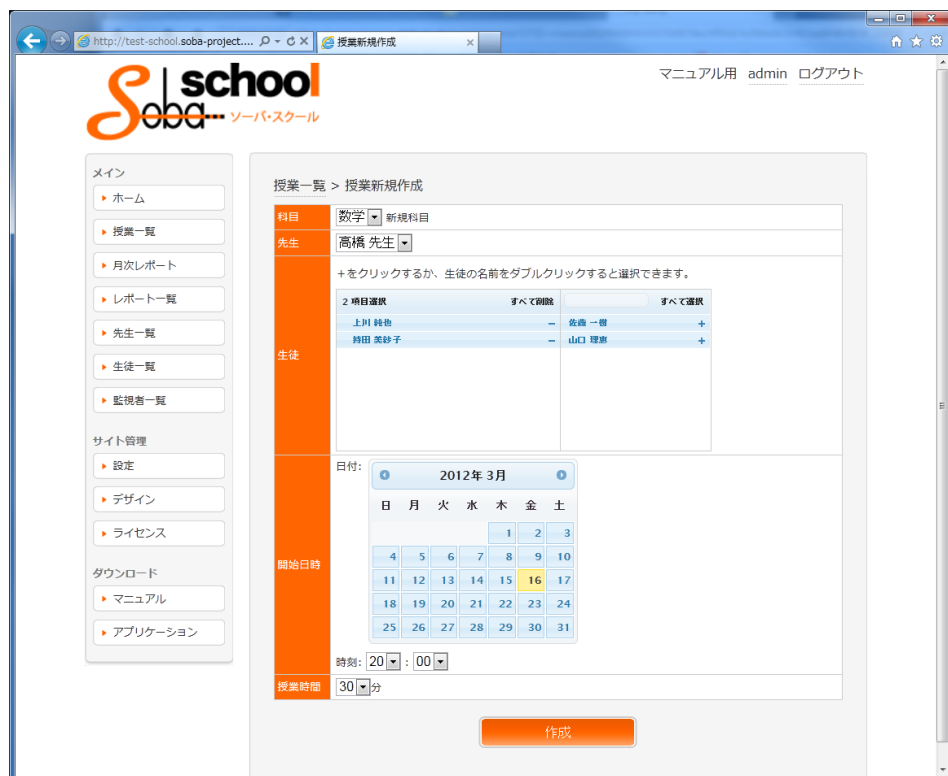 http://test-school.soba-project....
授業新規作成
マニュアル用 admin ログアウト
Soba school
ソーバ・スクール
メイン
ホーム
授業一覧
月次レポート
レポート一覧
先生一覧
生徒一覧
監視者一覧
サイト管理
設定
デザイン
ライセンス
ダウンロード
マニュアル
アプリケーション
授業一覧 > 授業新規作成
科目 数学 新規科目
先生 高橋 先生
生徒
+をクリックするか、生徒の名前をダブルクリックすると選択できます。
2 項目選択 すべて削除 すべて選択
上川 純也 − 佐藤 一樹 +
持田 美紗子 − 山口 理恵 +
開始日時
日付:
2012年 3月
日 月 火 水 木 金 土
1 2 3
4 5 6 7 8 9 10
11 12 13 14 15 16 17
18 19 20 21 22 23 24
25 26 27 28 29 30 31
時刻: 20 : 00
授業時間 30 分
作成